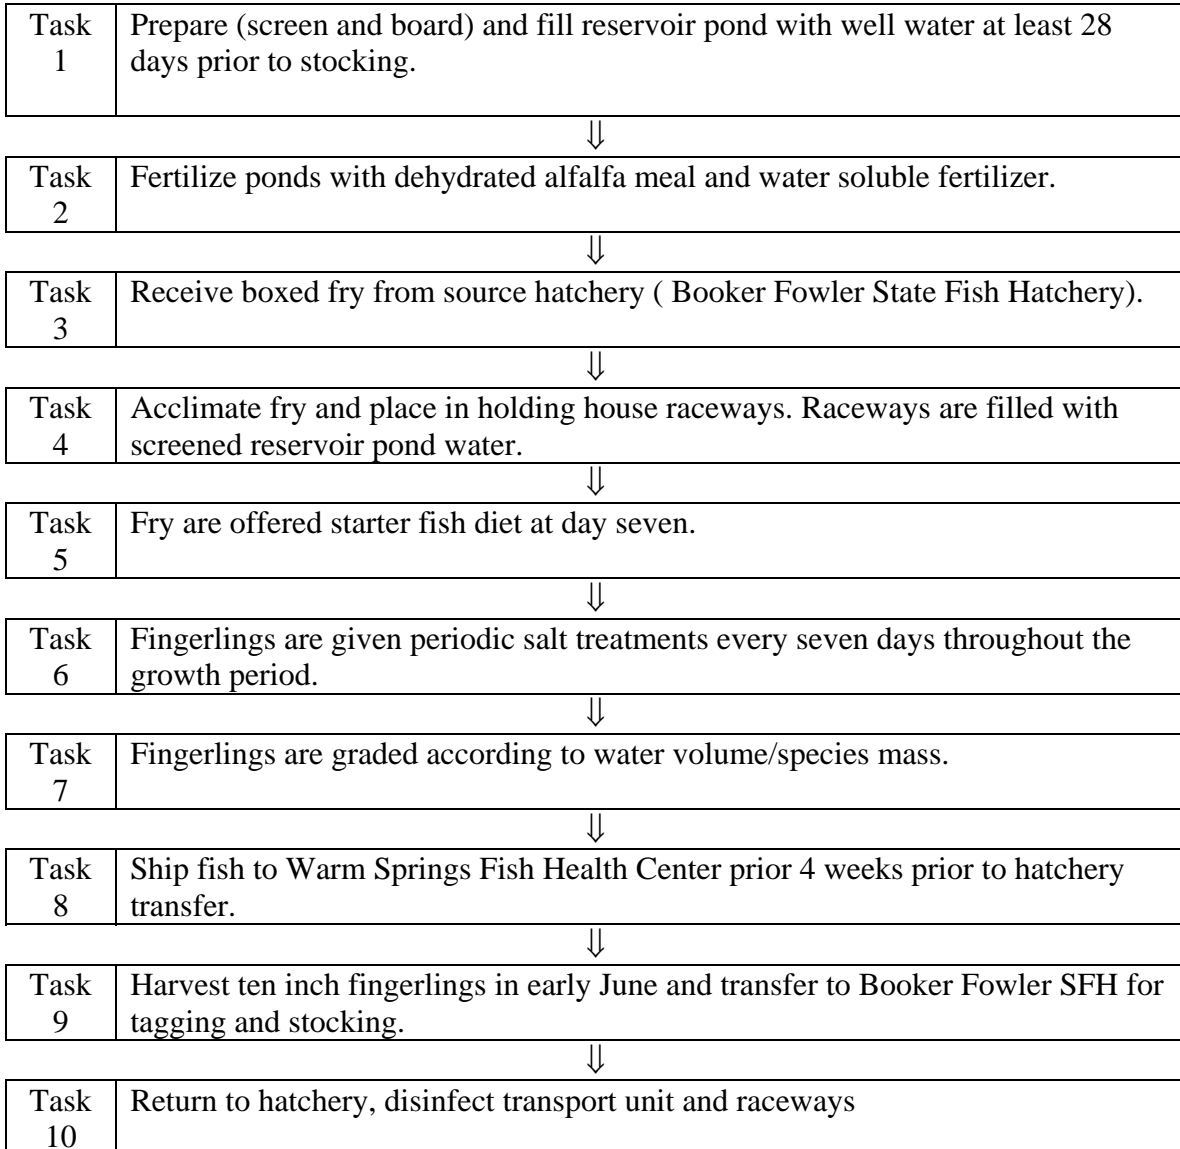 Task Prepare (screen and board) and fill reservoir pond with well water at least 28
1 days prior to stocking.
⇓
Task Fertilize ponds with dehydrated alfalfa meal and water soluble fertilizer.
2
⇓
Task Receive boxed fry from source hatchery ( Booker Fowler State Fish Hatchery).
3
⇓
Task Acclimate fry and place in holding house raceways. Raceways are filled with
4 screened reservoir pond water.
⇓
Task Fry are offered starter fish diet at day seven.
5
⇓
Task Fingerlings are given periodic salt treatments every seven days throughout the
6 growth period.
⇓
Task Fingerlings are graded according to water volume/species mass.
7
⇓
Task Ship fish to Warm Springs Fish Health Center prior 4 weeks prior to hatchery
8 transfer.
⇓
Task Harvest ten inch fingerlings in early June and transfer to Booker Fowler SFH for
9 tagging and stocking.
⇓
Task Return to hatchery, disinfect transport unit and raceways
10